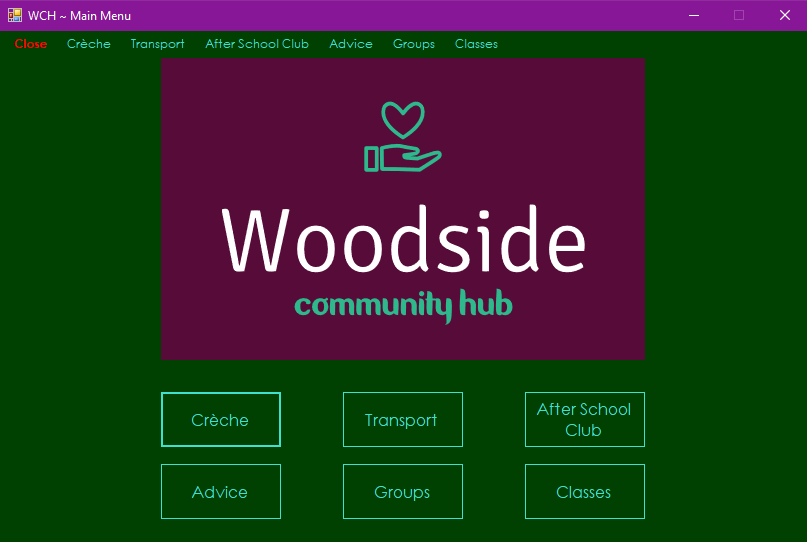 WCH ~ Main Menu
Close Crèche Transport After School Club Advice Groups Classes
Woodside
community hub
Crèche Transport After School
Club
Advice Groups Classes